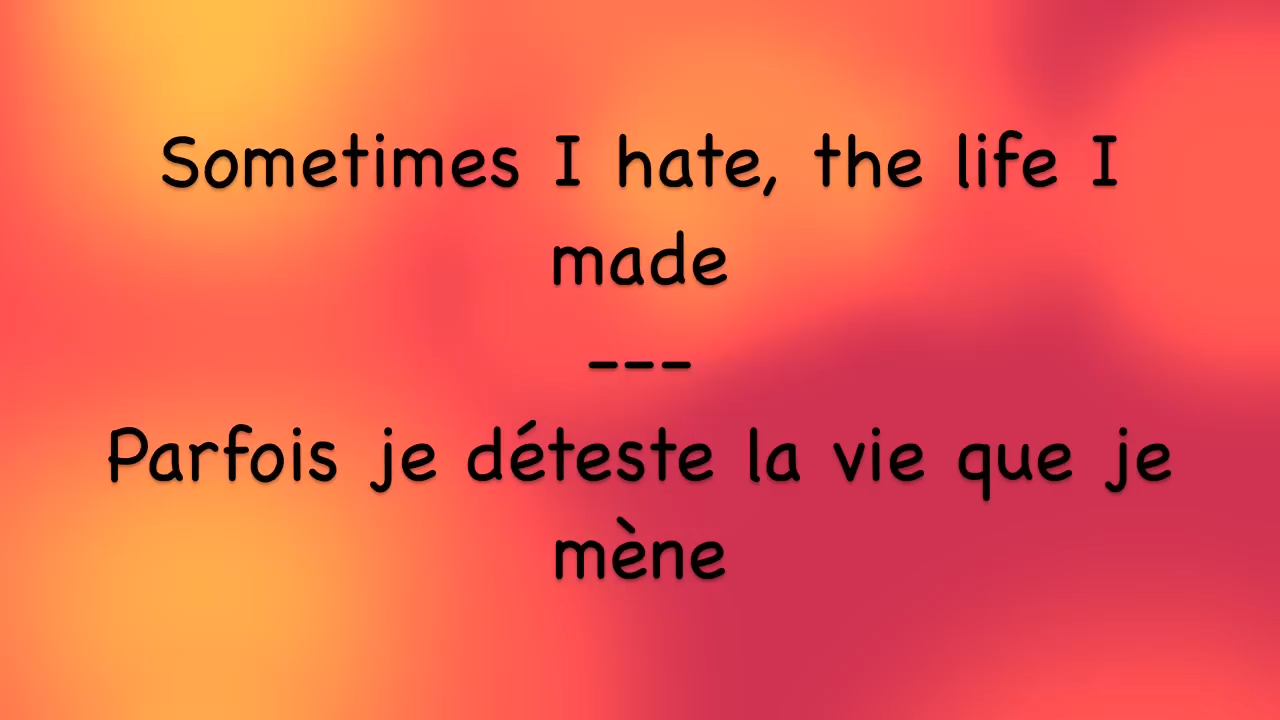 Sometimes I hate, the life I
made
---
Parfois je déteste la vie que je
mène